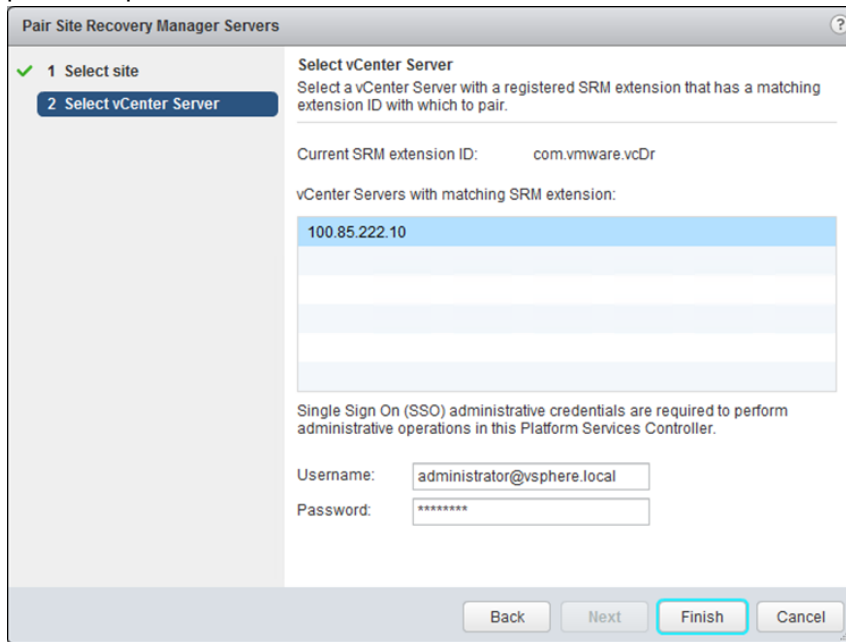 Pair Site Recovery Manager Servers
?
1 Select site
2 Select vCenter Server
Select vCenter Server
Select a vCenter Server with a registered SRM extension that has a matching
extension ID with which to pair.
Current SRM extension ID: com.vmware.vcDr
vCenter Servers with matching SRM extension:
100.85.222.10
Single Sign On (SSO) administrative credentials are required to perform
administrative operations in this Platform Services Controller.
Username: administrator@vsphere.local
Password: ********
Back Next Finish Cancel